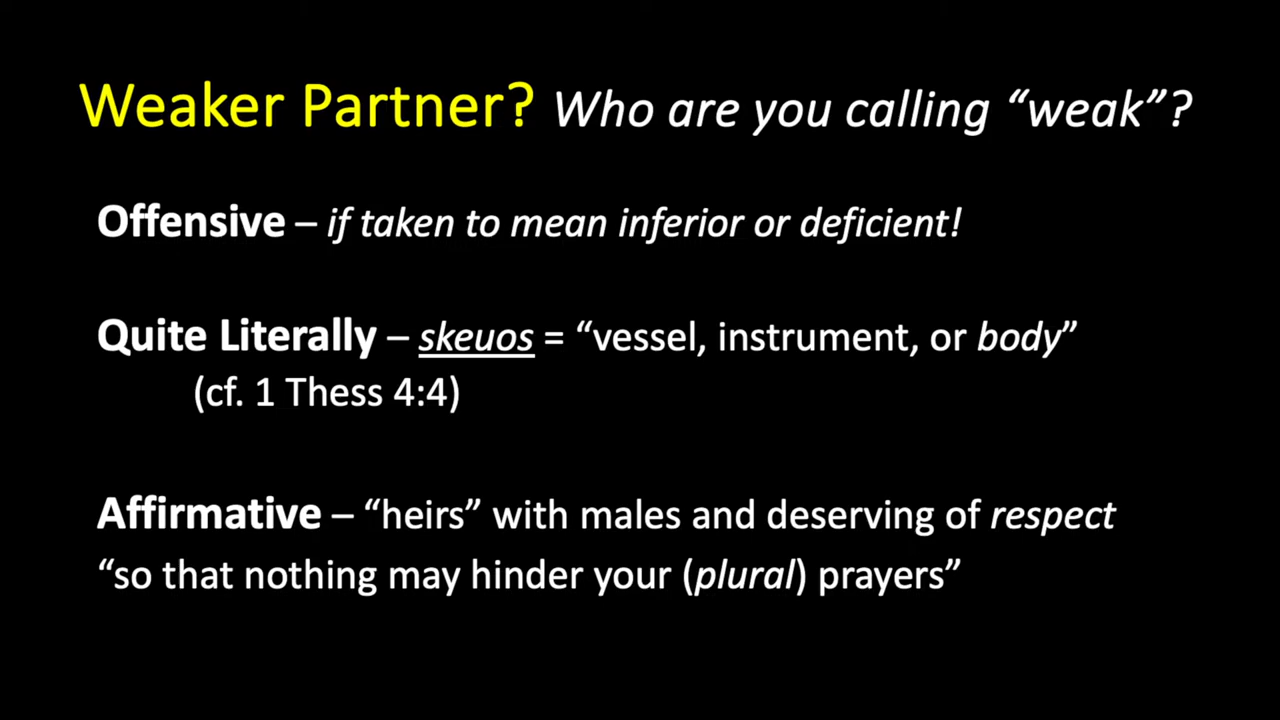 Weaker Partner? Who are you calling “weak”?
Offensive – if taken to mean inferior or deficient!
Quite Literally – skeuos = “vessel, instrument, or body”
(cf. 1 Thess 4:4)
Affirmative – “heirs” with males and deserving of respect
“so that nothing may hinder your (plural) prayers”